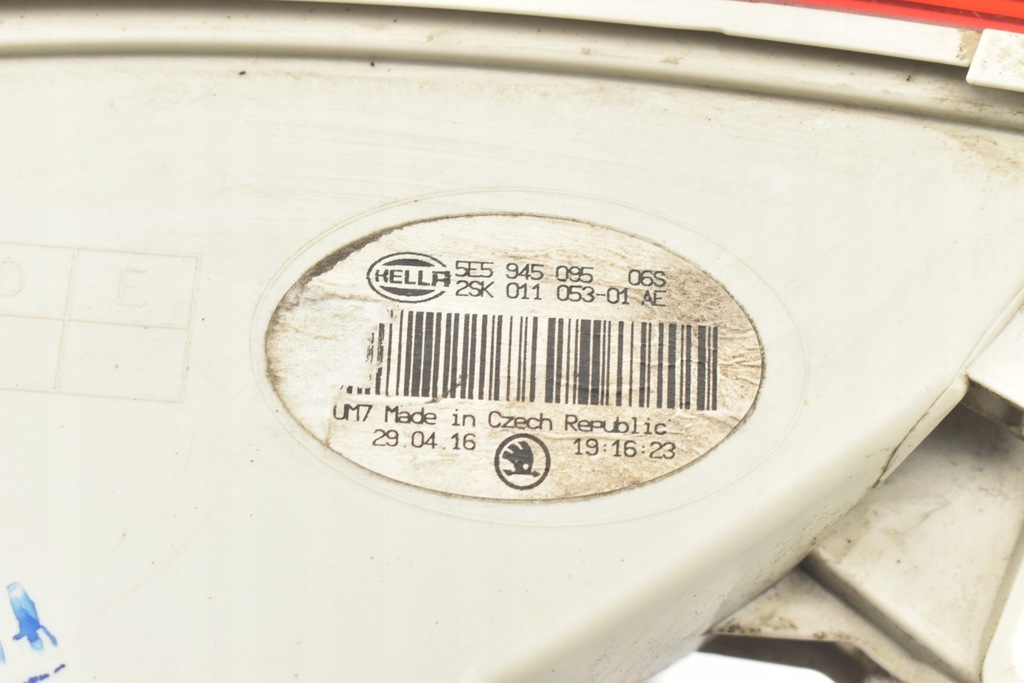 HELLA
5E5 945 095 06S
2SK 011 053-01 AE
UM7 Made in Czech Republic
29.04.16 19:16:23
D E